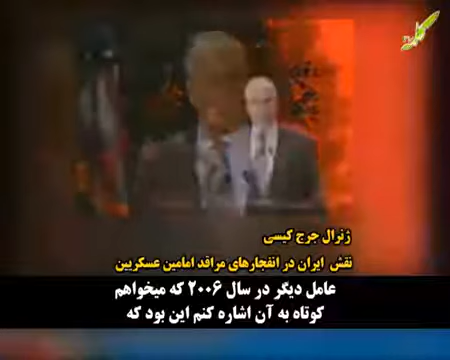 ژنرال جرج کیسی
نقش ایران در انفجارهای مراقد امامین عسکریین
عامل دیگر در سال ۲۰۰۶ که میخواهم
کوتاه به آن اشاره کنم این بود که